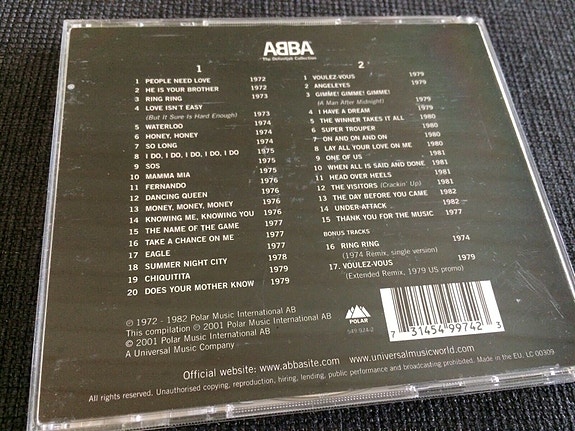 ABBA
The Definitive Collection
1
1 PEOPLE NEED LOVE 1972
2 HE IS YOUR BROTHER 1972
3 RING RING 1973
4 LOVE ISN'T EASY
(But It Sure Is Hard Enough) 1973
5 WATERLOO 1974
6 HONEY, HONEY 1974
7 SO LONG 1974
8 I DO, I DO, I DO, I DO, I DO 1975
9 SOS 1975
10 MAMMA MIA 1975
11 FERNANDO 1976
12 DANCING QUEEN 1976
13 MONEY, MONEY, MONEY 1976
14 KNOWING ME, KNOWING YOU 1976
15 THE NAME OF THE GAME 1977
16 TAKE A CHANCE ON ME 1977
17 EAGLE 1977
18 SUMMER NIGHT CITY 1978
19 CHIQUITITA 1979
20 DOES YOUR MOTHER KNOW 1979
2
1 VOULEZ-VOUS 1979
2 ANGELEYES 1979
3 GIMME! GIMME! GIMME!
(A Man After Midnight) 1979
4 I HAVE A DREAM 1979
5 THE WINNER TAKES IT ALL 1980
6 SUPER TROUPER 1980
7 ON AND ON AND ON 1980
8 LAY ALL YOUR LOVE ON ME 1980
9 ONE OF US 1981
10 WHEN ALL IS SAID AND DONE 1981
11 HEAD OVER HEELS 1981
12 THE VISITORS (Crackin' Up) 1981
13 THE DAY BEFORE YOU CAME 1982
14 UNDER-ATTACK 1982
15 THANK YOU FOR THE MUSIC 1977
BONUS TRACKS
16 RING RING 1974
(1974 Remix, single version)
17. VOULEZ-VOUS 1979
(Extended Remix, 1979 US promo)
℗ 1972 - 1982 Polar Music International AB
This compilation ℗ 2001 Polar Music International AB
© 2001 Polar Music International AB
A Universal Music Company
POLAR
549 974-2
7 31454 99742 3
Official website: www.abbasite.com www.universalmusicworld.com
All rights reserved. Unauthorised copying, reproduction, hiring, lending, public performance and broadcasting prohibited. Made in the EU. LC 00309